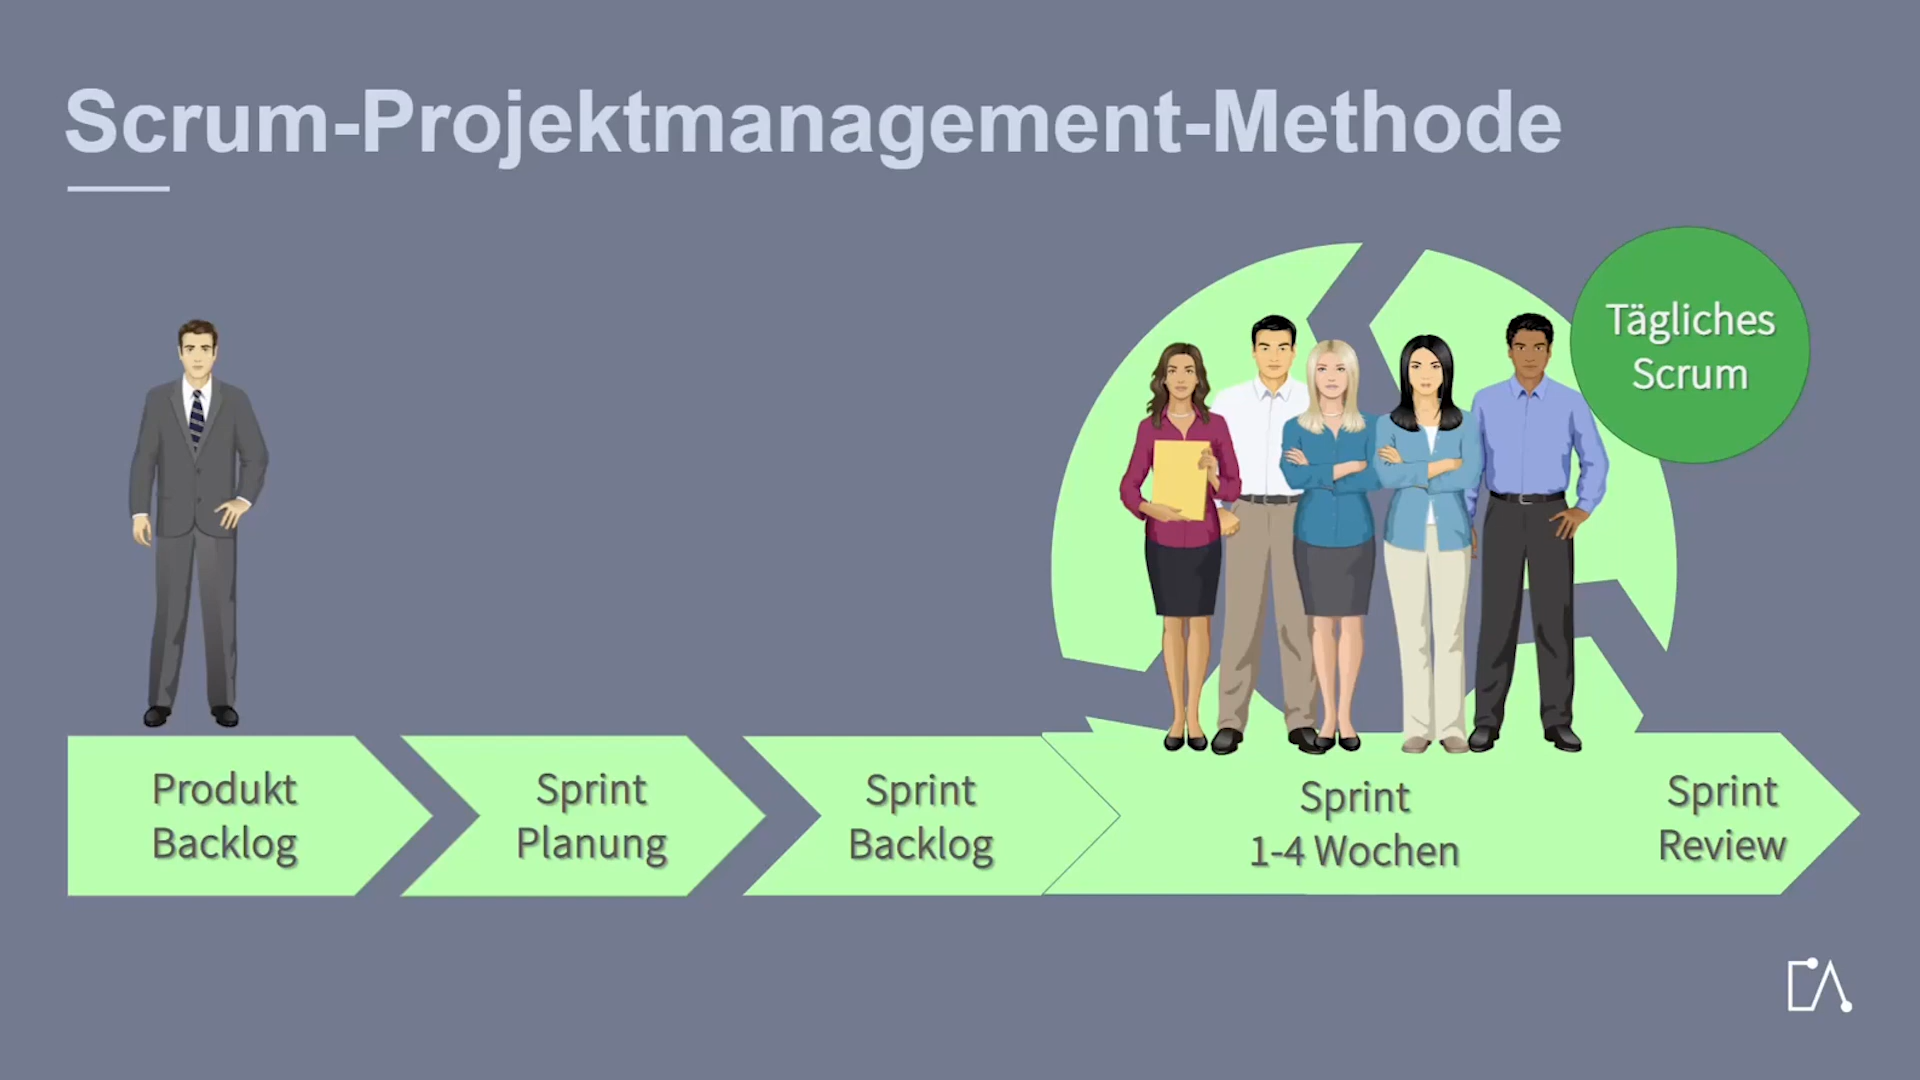 Scrum-Projektmanagement-Methode
Tägliches
Scrum
Produkt
Backlog
Sprint
Planung
Sprint
Backlog
Sprint
1-4 Wochen
Sprint
Review